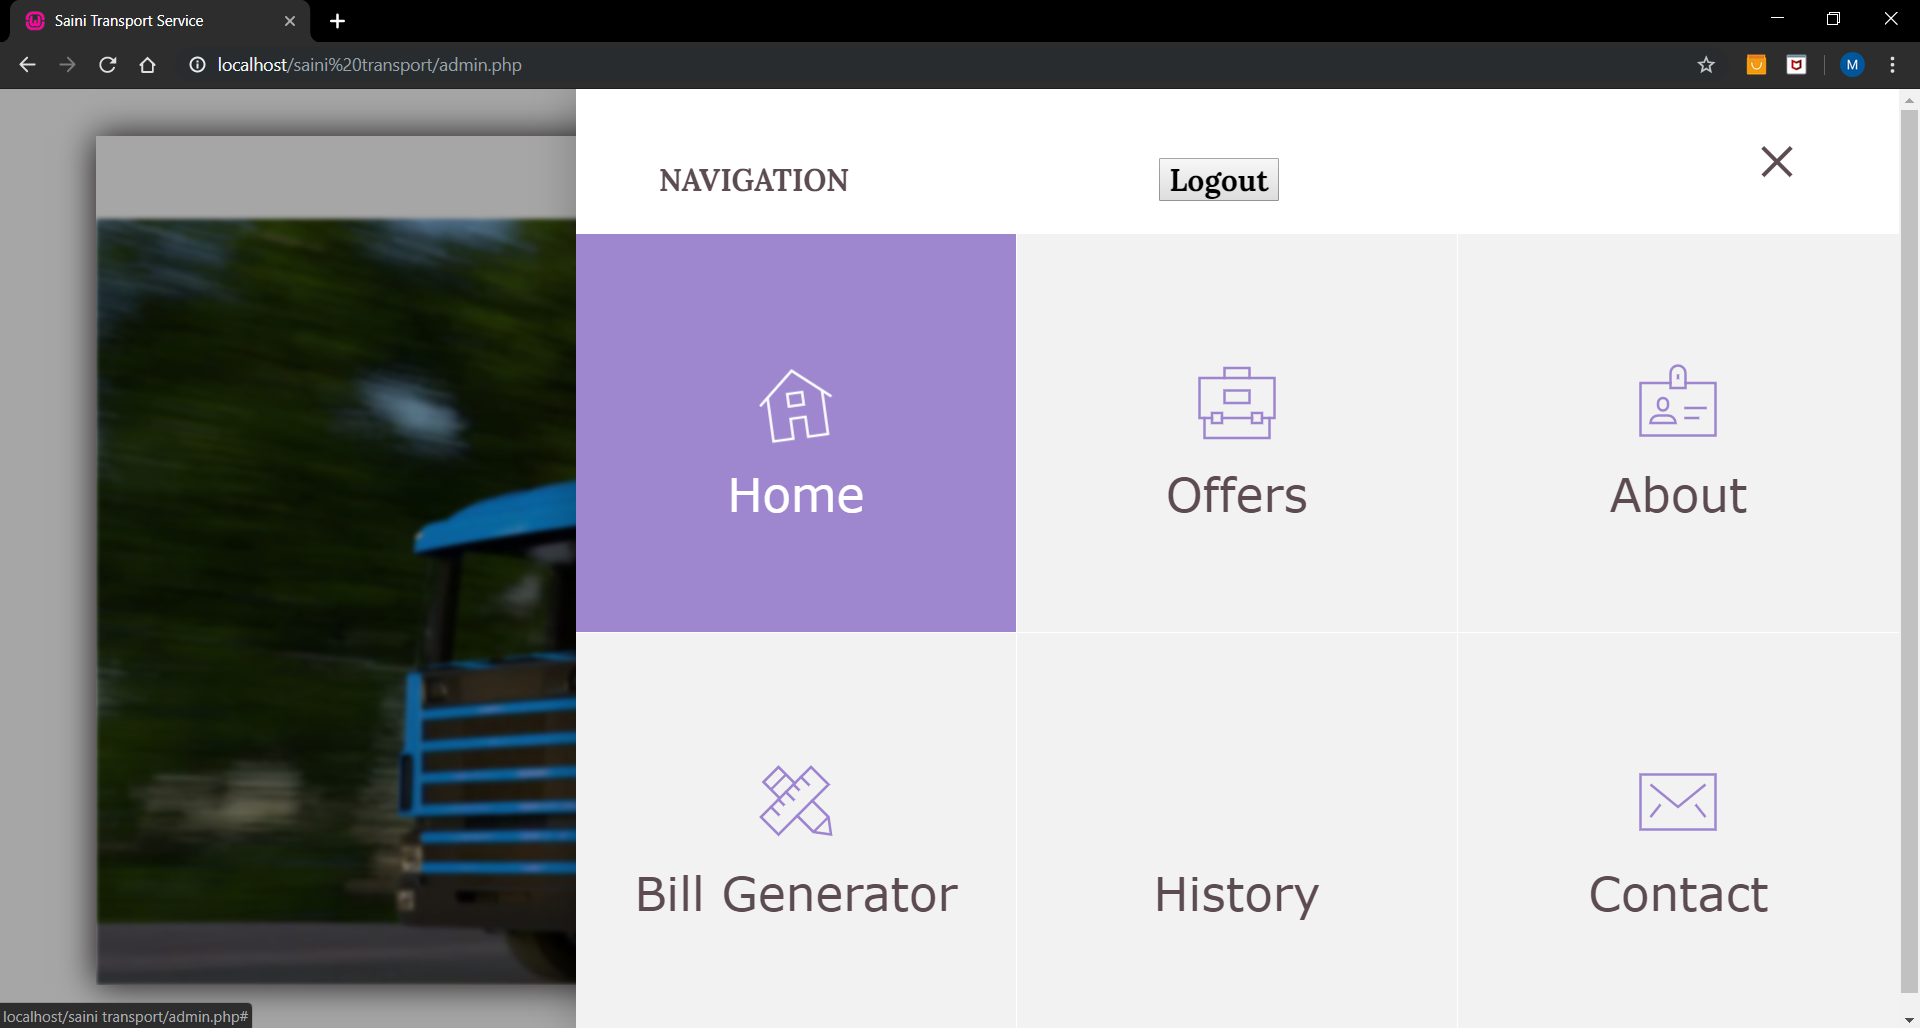 Saini Transport Service
localhost/saini%20transport/admin.php
M
NAVIGATION
Logout
Home
Offers
About
Bill Generator
History
Contact
localhost/saini transport/admin.php#